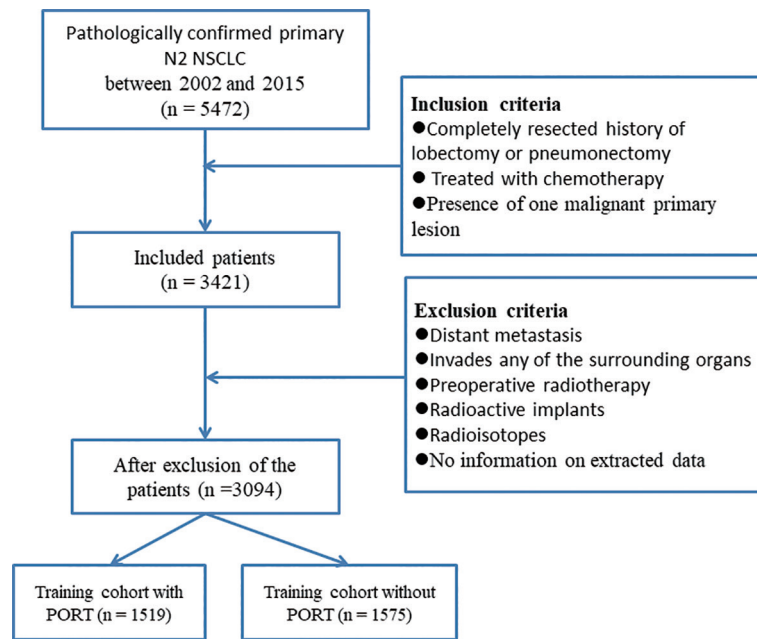 Pathologically confirmed primary
N2 NSCLC
between 2002 and 2015
(n = 5472)
Inclusion criteria
●Completely resected history of
lobectomy or pneumonectomy
● Treated with chemotherapy
●Presence of one malignant primary
lesion
Included patients
(n = 3421)
Exclusion criteria
●Distant metastasis
●Invades any of the surrounding organs
●Preoperative radiotherapy
●Radioactive implants
●Radioisotopes
●No information on extracted data
After exclusion of the
patients (n =3094)
Training cohort with
PORT (n = 1519)
Training cohort without
PORT (n = 1575)